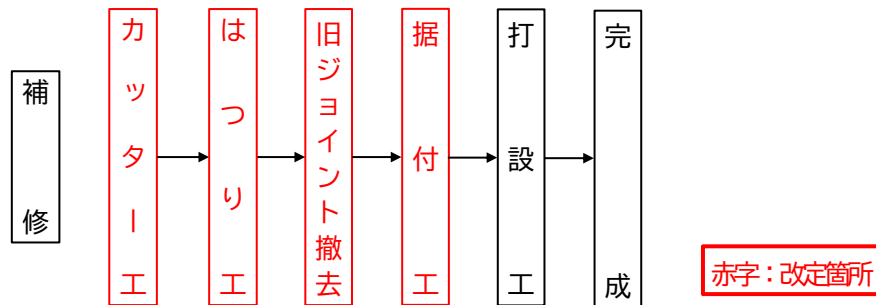 補修
カッター工
はつり工
旧ジョイント撤去
据付工
打設工
完成
赤字：改定箇所